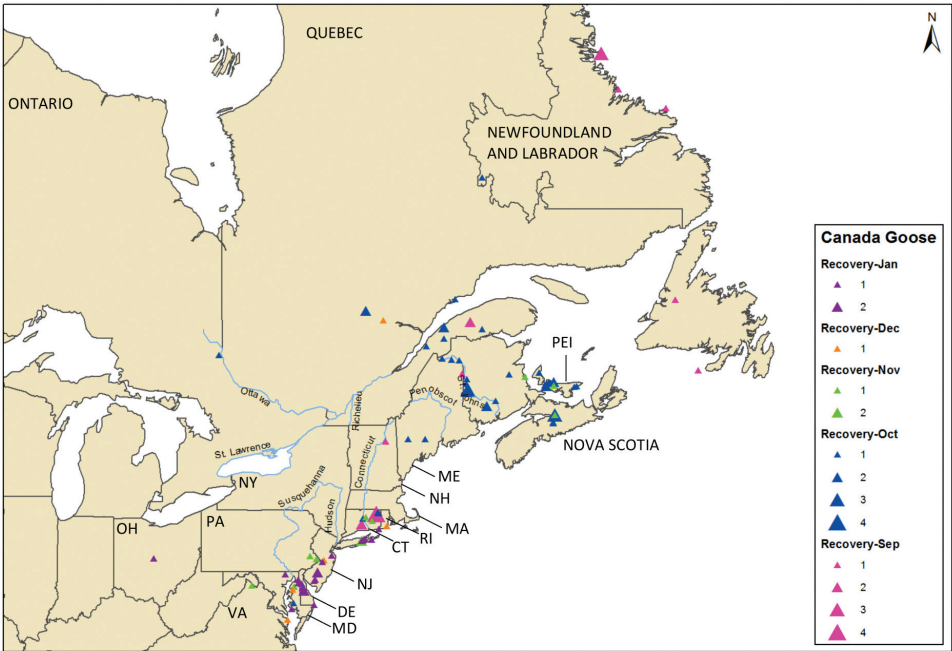 N
QUEBEC
ONTARIO
NEWFOUNDLAND
AND LABRADOR
Canada Goose
Recovery-Jan
1
2
Recovery-Dec
1
Recovery-Nov
1
2
Recovery-Oct
1
2
3
4
Recovery-Sep
1
2
3
4
PEI
NOVA SCOTIA
Ottawa
Richelieu
Penobscot
St. Lawrence
Connecticut
Susquehanna
Hudson
ME
NH
MA
RI
CT
NY
PA
OH
NJ
DE
MD
VA